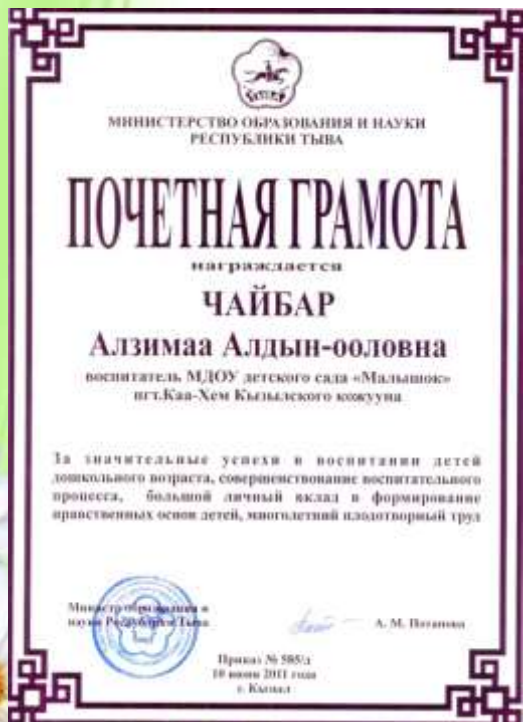 МИНИСТЕРСТВО ОБРАЗОВАНИЯ И НАУКИ
РЕСПУБЛИКИ ТЫВА
ПОЧЕТНАЯ ГРАМОТА
награждается
ЧАЙБАР
Алзимаа Алдын-ооловна
воспитатель МДОУ детского сада «Малышок»
пгт.Каа-Хем Кызылского кожууна
За значительные успехи в воспитании детей
дошкольного возраста, совершенствование воспитательного
процесса, большой личный вклад в формирование
нравственных основ детей, многолетний плодотворный труд
Министр образования и
науки Республики Тыва
А. М.
Приказ № 585/д
10 июня 2011 года
г. Кызыл